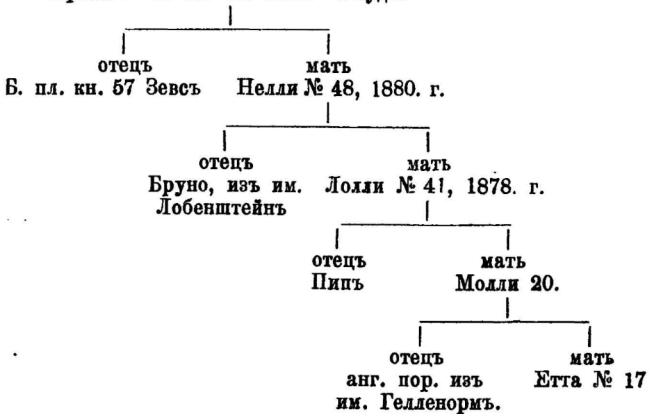 отецъ мать
Б. пл. кн. 57 Зевсъ Нелли № 48, 1880. г.
отецъ мать
Бруно, изъ им. Лолли № 41, 1878. г.
Лобенштейнъ
отецъ мать
Пипъ Молли 20.
отецъ мать
анг. пор. изъ Етта № 17
им. Гелленормъ.